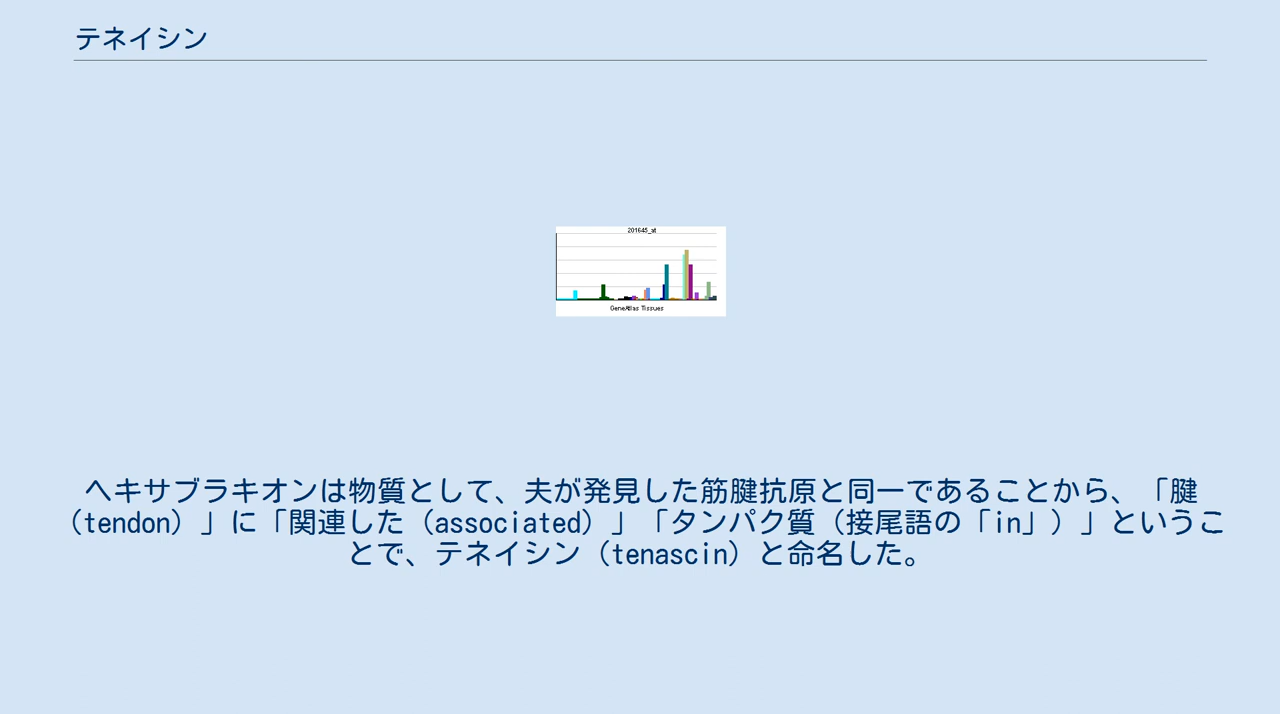 テネイシン
201645_at
GeneAtlas Tissues
ヘキサブラキオンは物質として、夫が発見した筋腱抗原と同一であることから、「腱
（tendon）」に「関連した（associated）」「タンパク質（接尾語の「in」）」というこ
とで、テネイシン（tenascin）と命名した。